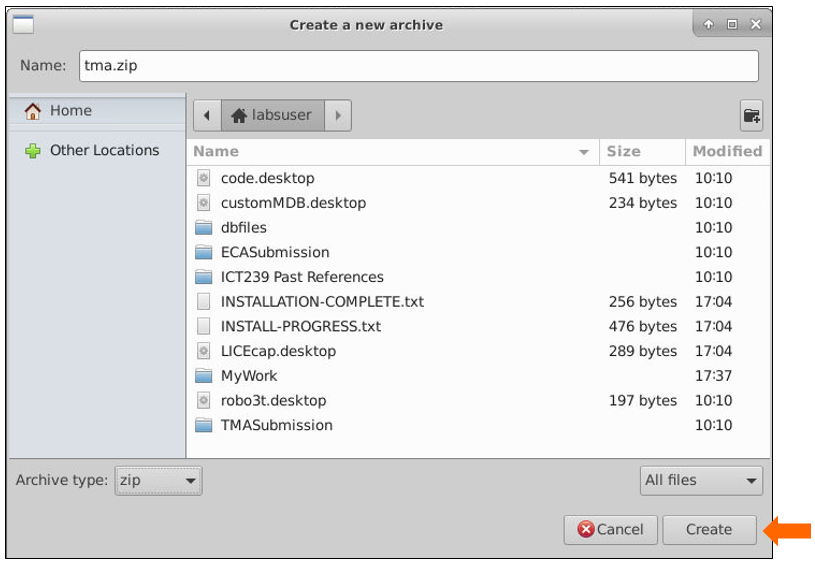 Create a new archive
Name: tma.zip
Home
Other Locations
labsuser
Name Size Modified
code.desktop 541 bytes 10:10
customMDB.desktop 234 bytes 10:10
dbfiles 10:10
ECASubmission 10:10
ICT239 Past References 10:10
INSTALLATION-COMPLETE.txt 256 bytes 17:04
INSTALL-PROGRESS.txt 476 bytes 17:04
LICEcap.desktop 289 bytes 17:04
MyWork 17:37
robo3t.desktop 197 bytes 10:10
TMASubmission 10:10
Archive type: zip All files
Cancel Create